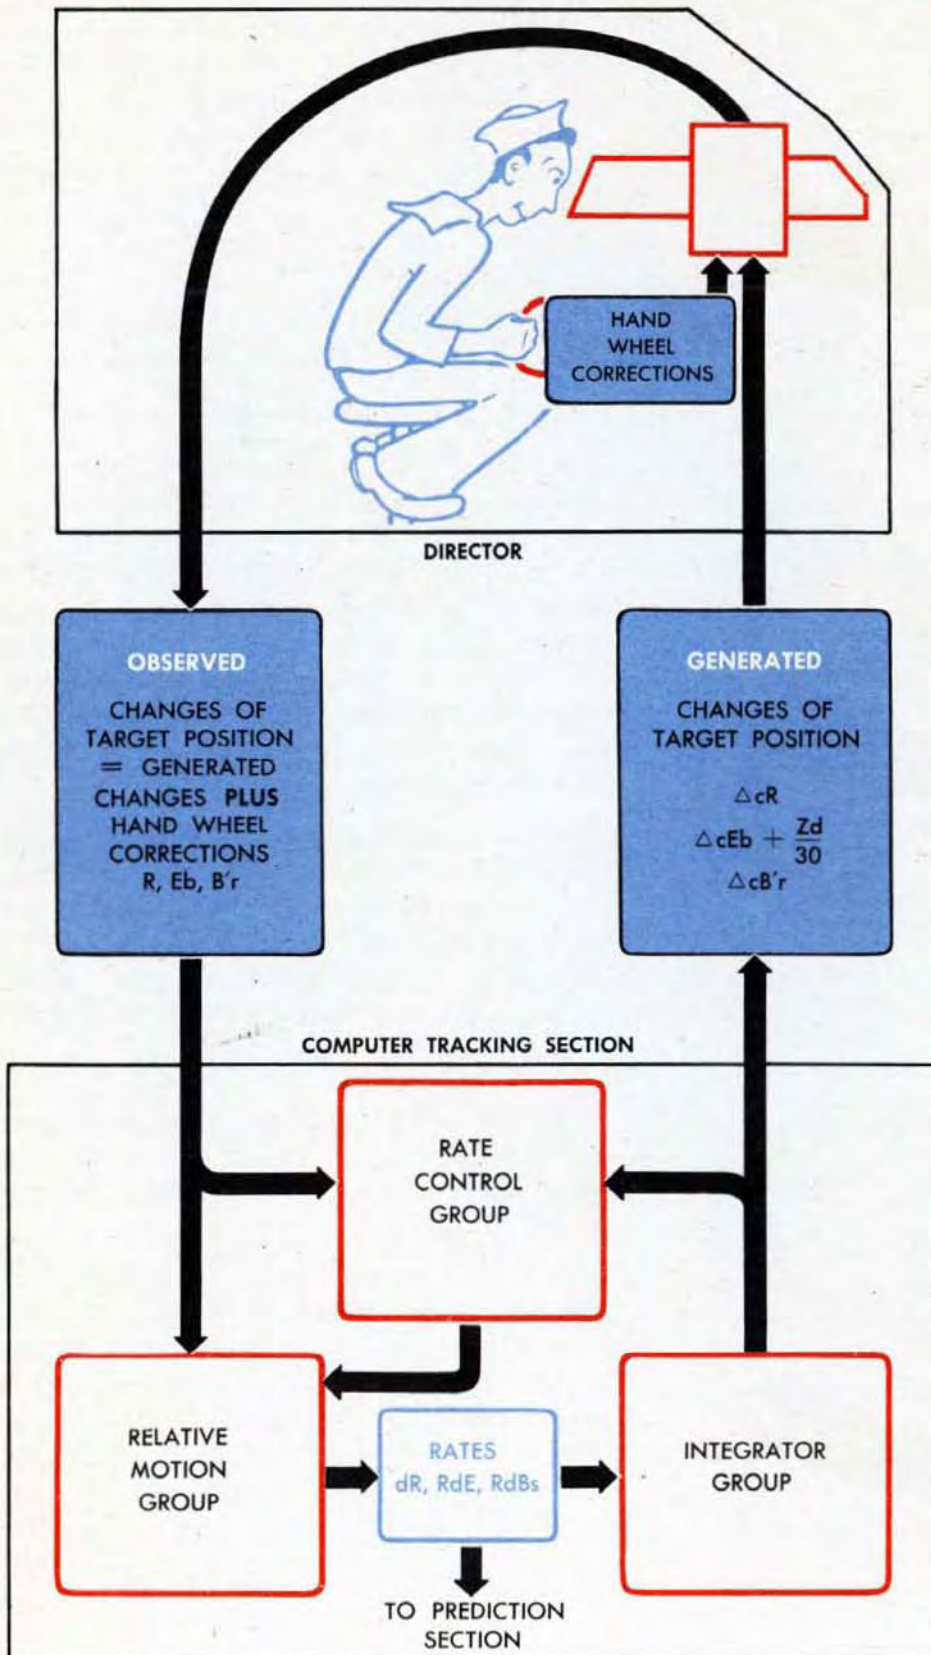 HAND
WHEEL
CORRECTIONS
DIRECTOR
OBSERVED
CHANGES OF
TARGET POSITION
= GENERATED
CHANGES PLUS
HAND WHEEL
CORRECTIONS
R, Eb, B'r
GENERATED
CHANGES OF
TARGET POSITION
△cR
△cEb + Zd/30
△cB'r
COMPUTER TRACKING SECTION
RATE
CONTROL
GROUP
RELATIVE
MOTION
GROUP
RATES
dR, RdE, RdBs
INTEGRATOR
GROUP
TO PREDICTION
SECTION